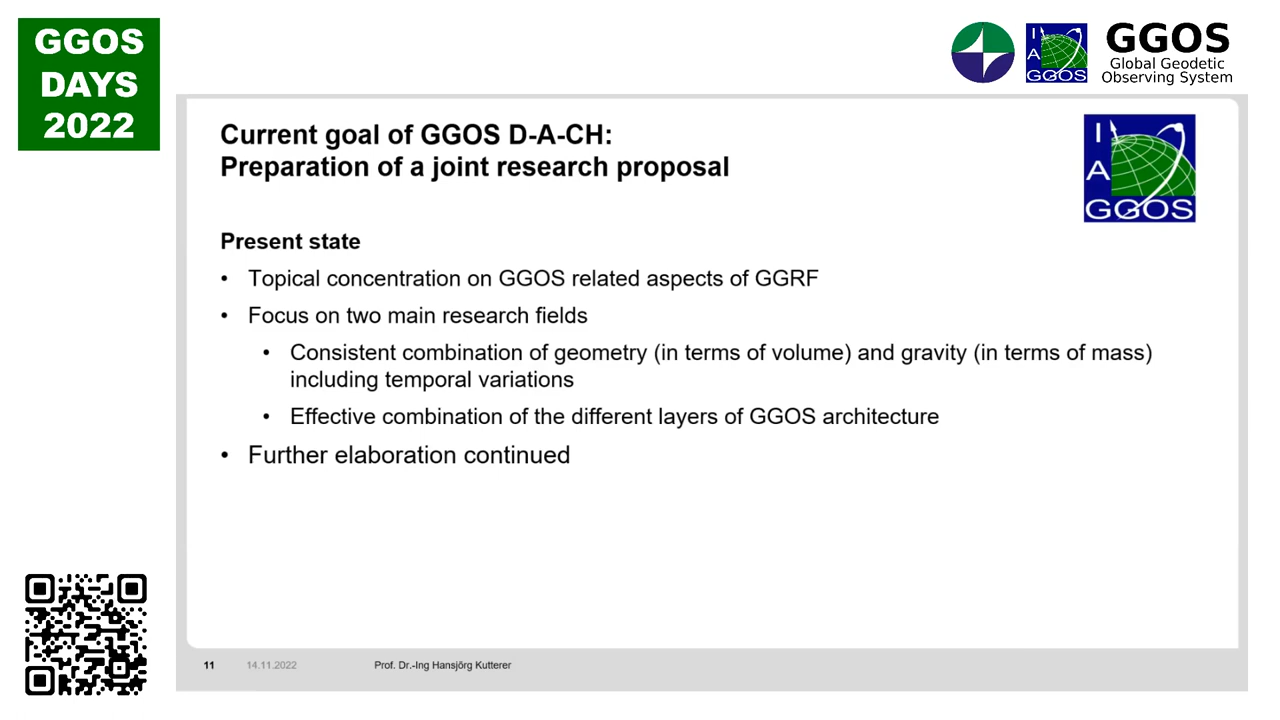 GGOS
DAYS
2022
I
A
GGOS
GGOS
Global Geodetic
Observing System
Current goal of GGOS D-A-CH:
Preparation of a joint research proposal
I
A
GGOS
Present state
• Topical concentration on GGOS related aspects of GGRF
• Focus on two main research fields
• Consistent combination of geometry (in terms of volume) and gravity (in terms of mass)
including temporal variations
• Effective combination of the different layers of GGOS architecture
• Further elaboration continued
11 14.11.2022 Prof. Dr.-Ing Hansjörg Kutterer